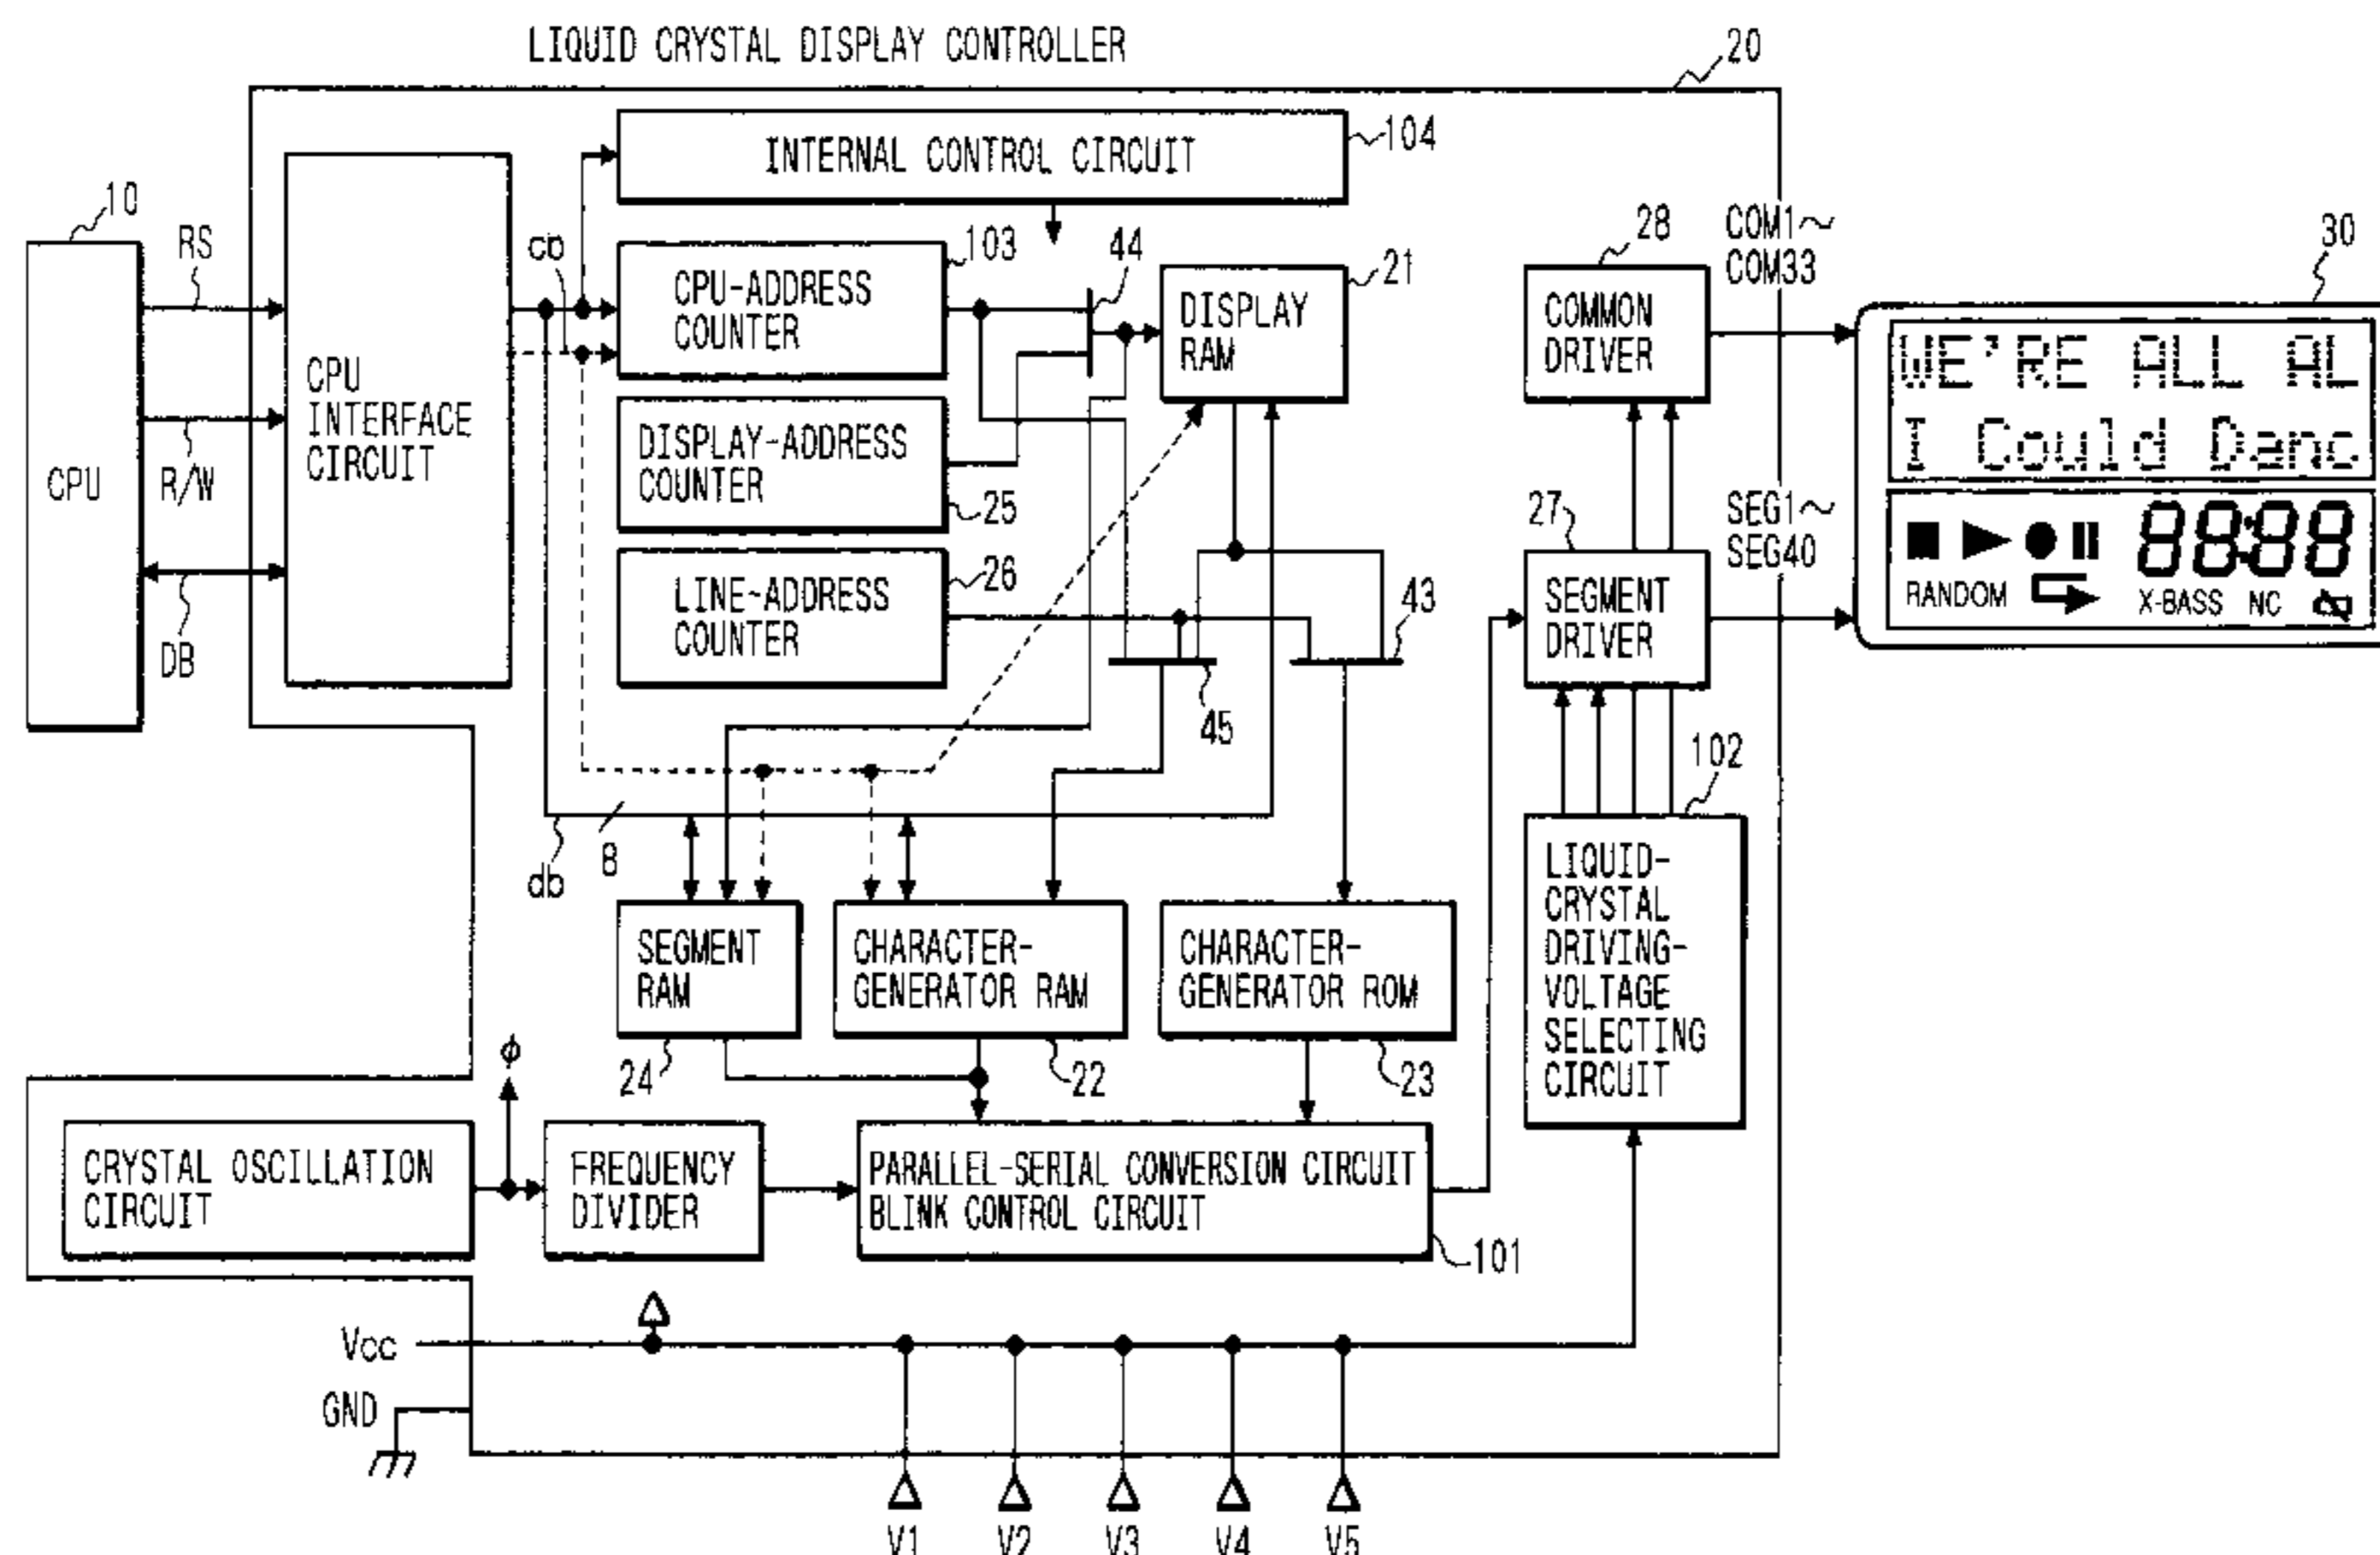 LIQUID CRYSTAL DISPLAY CONTROLLER
20
INTERNAL CONTROL CIRCUIT
104
10
RS
cb
CPU-ADDRESS
COUNTER
103
44
DISPLAY
RAM
21
28
COMMON
DRIVER
COM1~
COM33
30
WE'RE ALL AL
I Could Danc
CPU
INTERFACE
CIRCUIT
DISPLAY-ADDRESS
COUNTER
25
CPU
R/W
DB
LINE-ADDRESS
COUNTER
26
43
45
27
SEGMENT
DRIVER
SEG1~
SEG40
88:88
RANDOM
X-BASS
NC
102
8
db
LIQUID-
CRYSTAL
DRIVING-
VOLTAGE
SELECTING
CIRCUIT
SEGMENT
RAM
24
CHARACTER-
GENERATOR RAM
22
CHARACTER-
GENERATOR ROM
23
ϕ
CRYSTAL OSCILLATION
CIRCUIT
FREQUENCY
DIVIDER
PARALLEL-SERIAL CONVERSION CIRCUIT
BLINK CONTROL CIRCUIT
101
Vcc
GND
V1 V2 V3 V4 V5